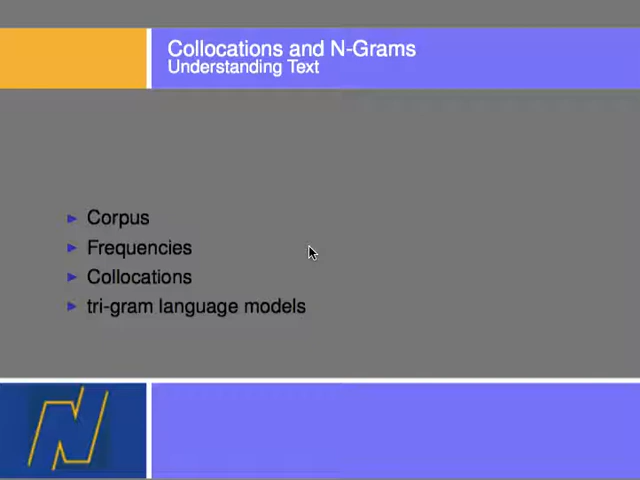 Collocations and N-Grams
Understanding Text
Corpus
Frequencies
Collocations
tri-gram language models